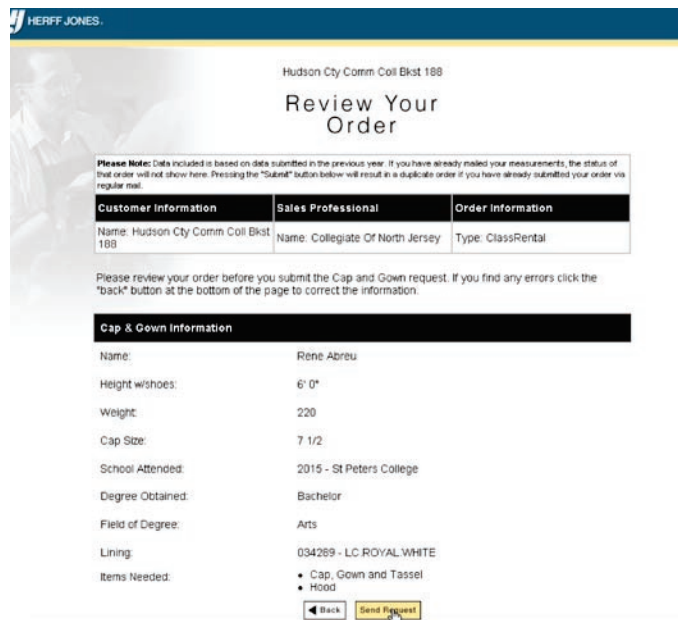 HERFF JONES.
Hudson Cty Comm Coll Bkst 188
Review Your
Order
Please Note: Data included is based on data submitted in the previous year. If you have already mailed your measurements, the status of
that order will not show here. Pressing the "Submit" button below will result in a duplicate order if you have already submitted your order via
regular mail.
Customer Information Sales Professional Order Information
Name: Hudson Cty Comm Coll Bkst
188 Name: Collegiate Of North Jersey Type: ClassRental
Please review your order before you submit the Cap and Gown request. If you find any errors click the
"back" button at the bottom of the page to correct the information.
Cap & Gown Information
Name: Rene Abreu
Height w/shoes: 6' 0"
Weight: 220
Cap Size: 7 1/2
School Attended: 2015 - St Peters College
Degree Obtained: Bachelor
Field of Degree: Arts
Lining: 034289 - LC.ROYAL.WHITE
Items Needed: • Cap, Gown and Tassel
• Hood
Back Send Request